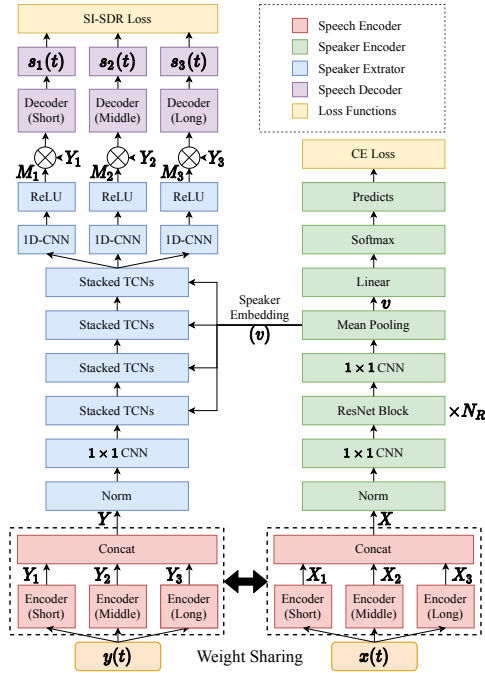 SI-SDR Loss
s₁(t) s₂(t) s₃(t)
Decoder (Short)
Decoder (Middle)
Decoder (Long)
Y₁ Y₂ Y₃
M₁ M₂ M₃
ReLU ReLU ReLU
1D-CNN 1D-CNN 1D-CNN
Stacked TCNs
Stacked TCNs
Stacked TCNs
Stacked TCNs
1 × 1 CNN
Norm
Y
Concat
Y₁ Y₂ Y₃
Encoder (Short)
Encoder (Middle)
Encoder (Long)
y(t)
Speech Encoder
Speaker Encoder
Speaker Extrator
Speech Decoder
Loss Functions
CE Loss
Predicts
Softmax
Linear
v
Mean Pooling
Speaker
Embedding
(v)
1 × 1 CNN
ResNet Block
×N_R
1 × 1 CNN
Norm
X
Concat
X₁ X₂ X₃
Encoder (Short)
Encoder (Middle)
Encoder (Long)
x(t)
Weight Sharing